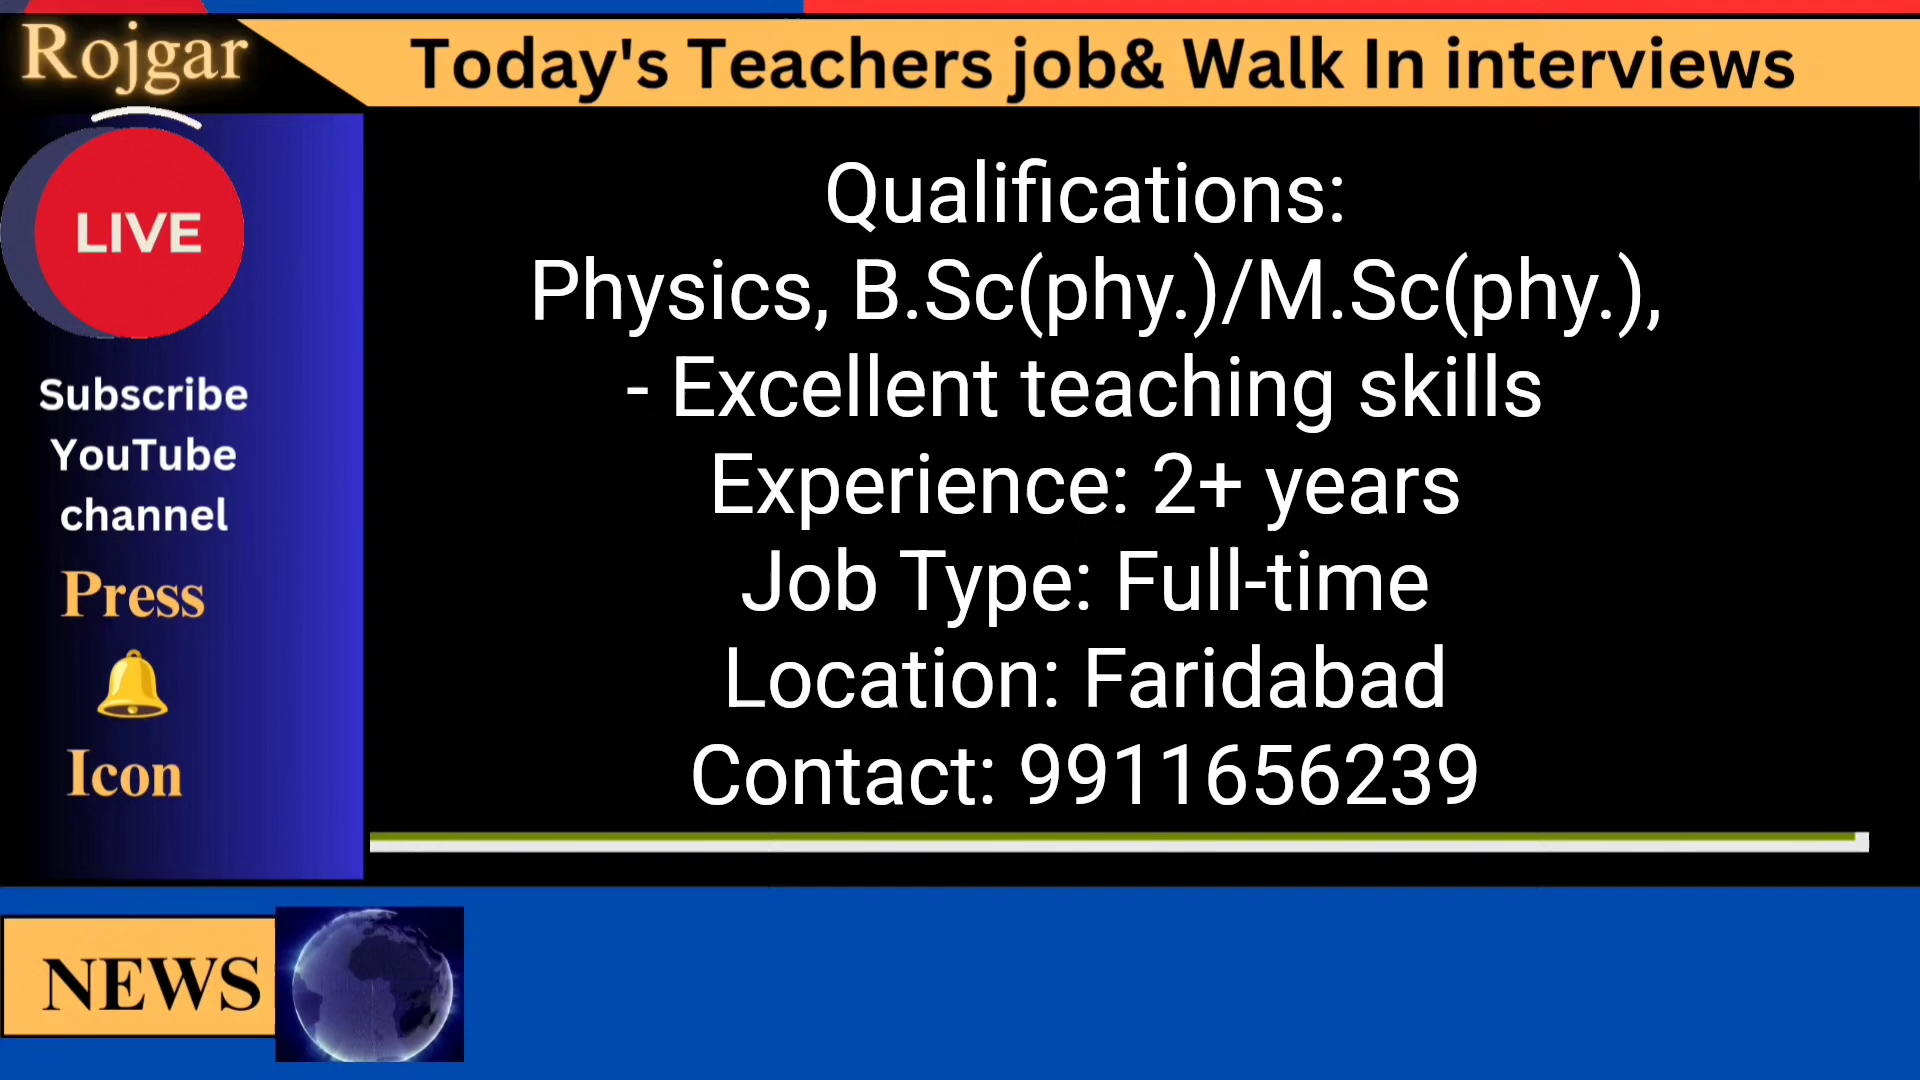 Rojgar
Today's Teachers job& Walk In interviews
LIVE
Subscribe
YouTube
channel
Press
Icon
Qualifications:
Physics, B.Sc(phy.)/M.Sc(phy.),
- Excellent teaching skills
Experience: 2+ years
Job Type: Full-time
Location: Faridabad
Contact: 9911656239
NEWS